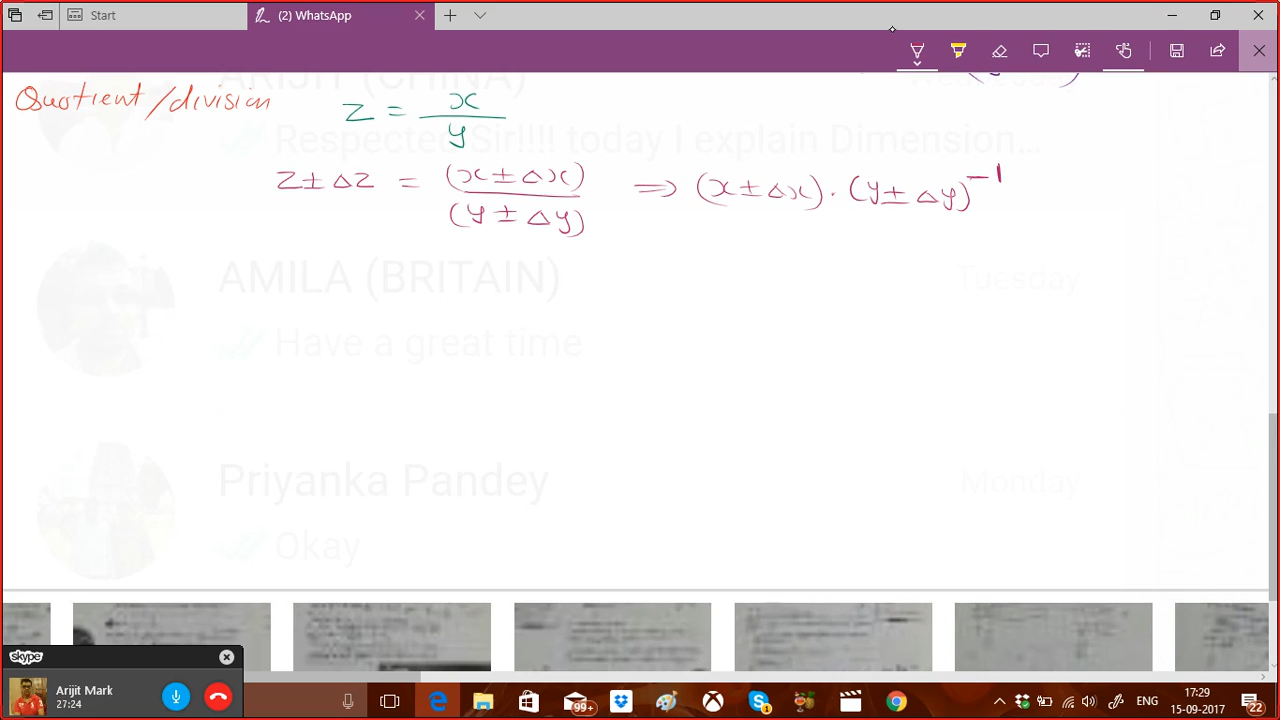 Start
(2) WhatsApp
ARIJIT (CHINA)
Quotient/division
z = x/y
Respected Sir!!!! today I explain Dimension...
z ± Δz = (x ± Δx)/(y ± Δy) ⇒ (x ± Δx) · (y ± Δy)⁻¹
AMILA (BRITAIN)
Tuesday
Have a great time
Priyanka Pandey
Monday
Okay
skype
Arijit Mark
27:24
99+
ENG
17:29
15-09-2017
22